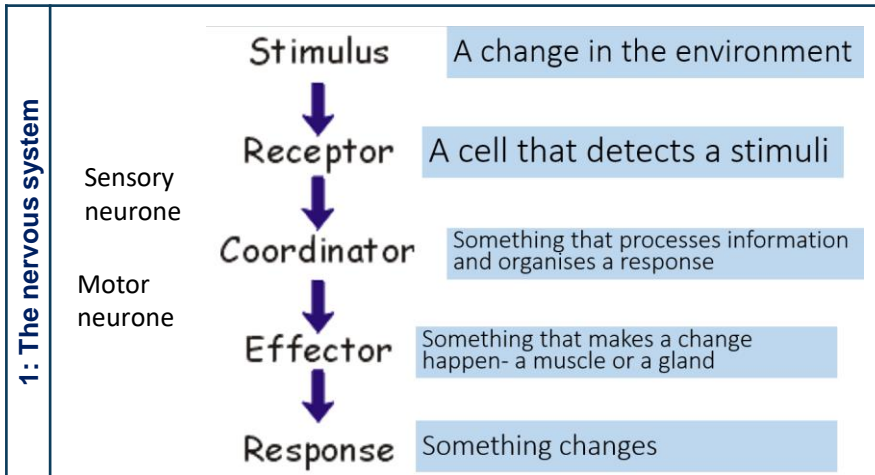 1: The nervous system
Stimulus
A change in the environment
Receptor
A cell that detects a stimuli
Sensory
neurone
Coordinator
Something that processes information
and organises a response
Motor
neurone
Effector
Something that makes a change
happen- a muscle or a gland
Response
Something changes